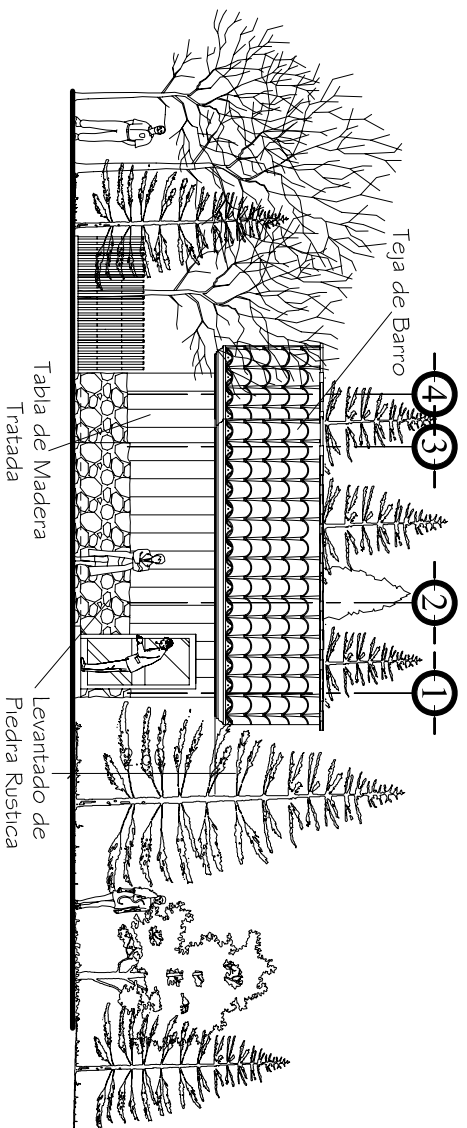 Teja de Barro
4
3
2
1
Tabla de Madera
Tratada
Levantado de
Piedra Rustica